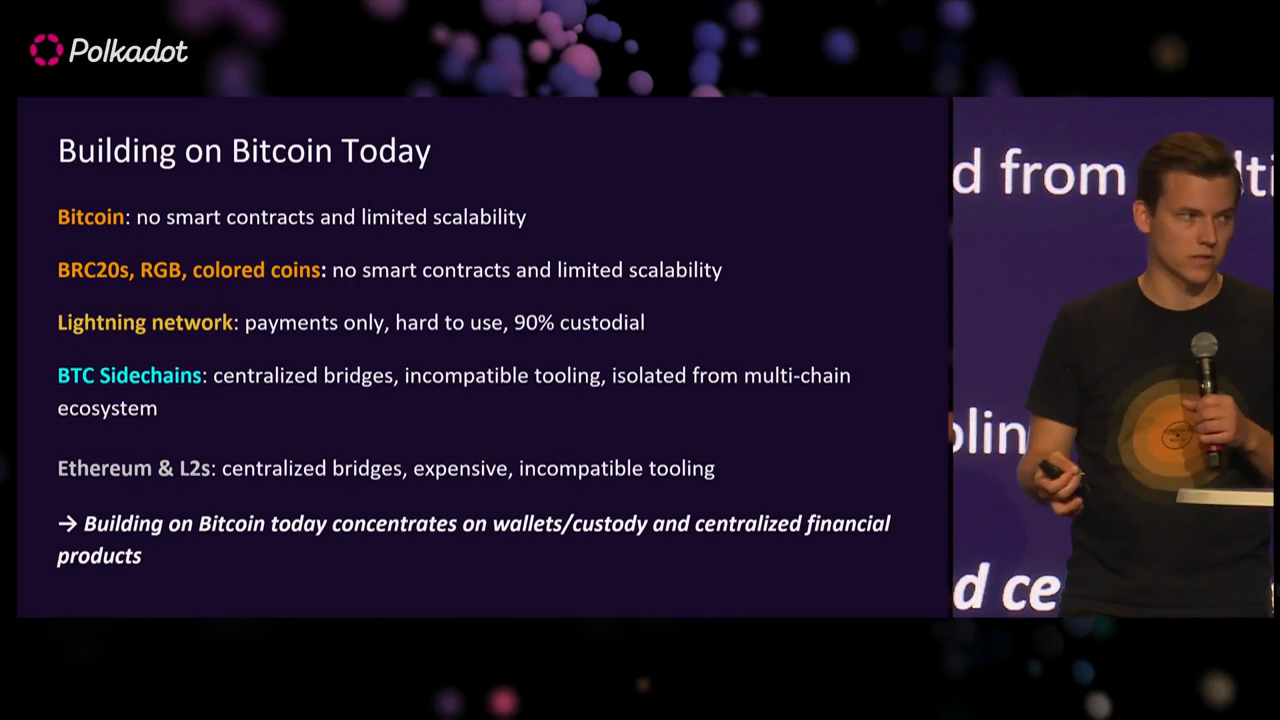 Polkadot
Building on Bitcoin Today
Bitcoin: no smart contracts and limited scalability
BRC20s, RGB, colored coins: no smart contracts and limited scalability
Lightning network: payments only, hard to use, 90% custodial
BTC Sidechains: centralized bridges, incompatible tooling, isolated from multi-chain
ecosystem
Ethereum & L2s: centralized bridges, expensive, incompatible tooling
→ Building on Bitcoin today concentrates on wallets/custody and centralized financial
products
d from
olin
d ce